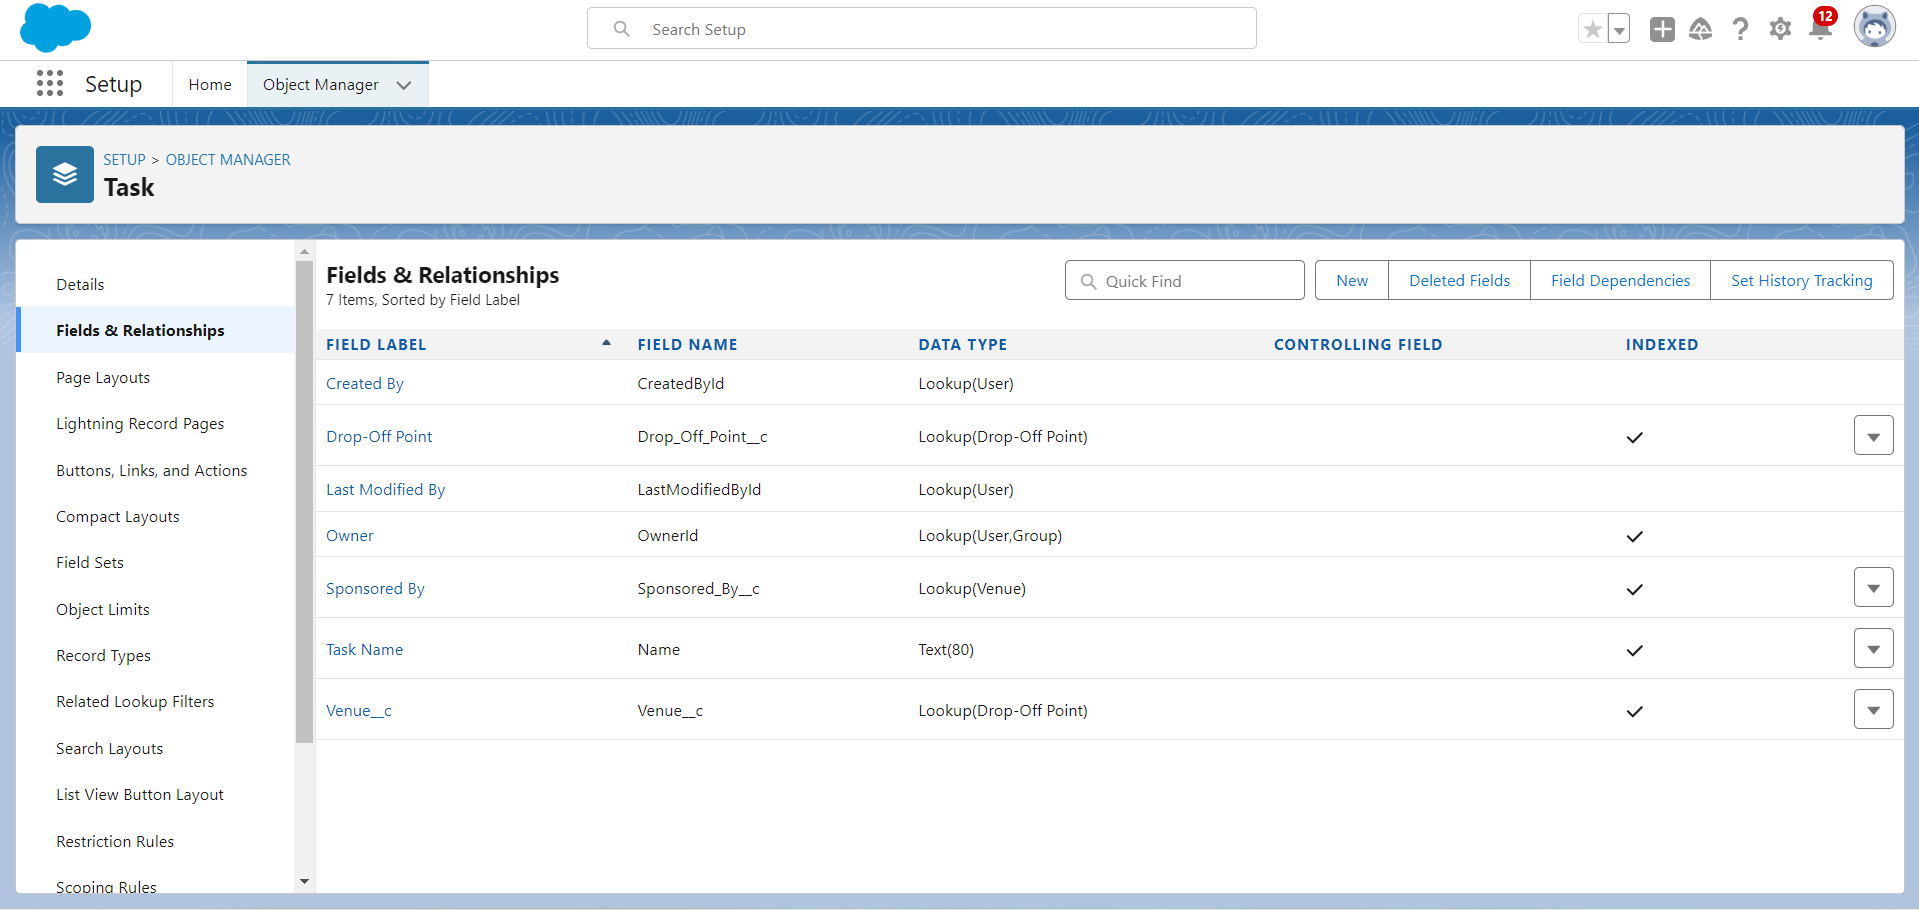 Search Setup
12
Setup
Home
Object Manager
SETUP > OBJECT MANAGER
Task
Details
Fields & Relationships
Page Layouts
Lightning Record Pages
Buttons, Links, and Actions
Compact Layouts
Field Sets
Object Limits
Record Types
Related Lookup Filters
Search Layouts
List View Button Layout
Restriction Rules
Scoping Rules
Fields & Relationships
7 Items, Sorted by Field Label
Quick Find
New
Deleted Fields
Field Dependencies
Set History Tracking
FIELD LABEL FIELD NAME DATA TYPE CONTROLLING FIELD INDEXED
Created By CreatedById Lookup(User)
Drop-Off Point Drop_Off_Point__c Lookup(Drop-Off Point)
Last Modified By LastModifiedById Lookup(User)
Owner OwnerId Lookup(User,Group)
Sponsored By Sponsored_By__c Lookup(Venue)
Task Name Name Text(80)
Venue__c Venue__c Lookup(Drop-Off Point)